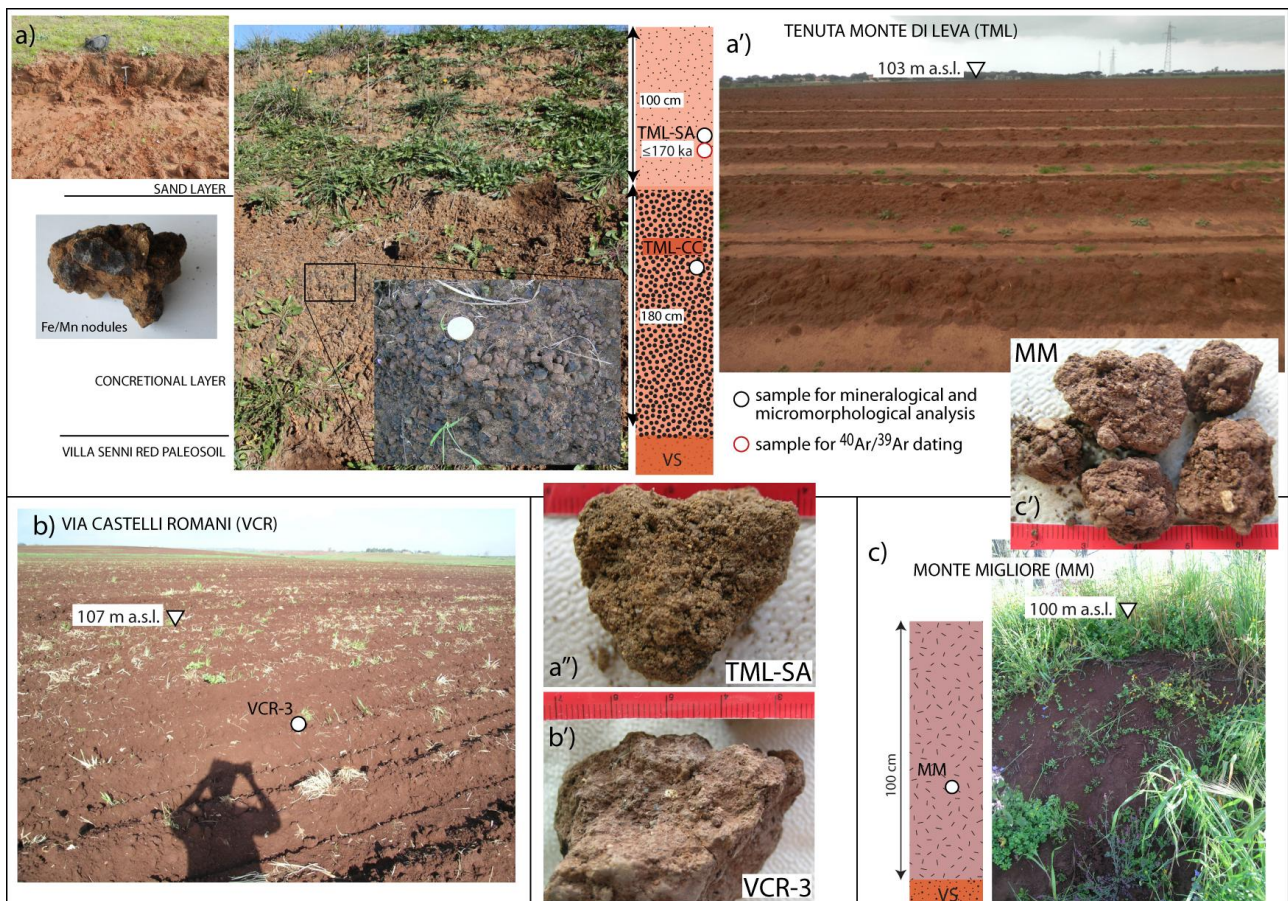 a)
SAND LAYER
Fe/Mn nodules
CONCRETIONAL LAYER
VILLA SENNI RED PALEOSOIL
100 cm
TML-SA
≤170 ka
TML-CC
180 cm
VS
a')
TENUTA MONTE DI LEVA (TML)
103 m a.s.l.
sample for mineralogical and
micromorphological analysis
sample for ⁴⁰Ar/³⁹Ar dating
MM
c')
b)
VIA CASTELLI ROMANI (VCR)
107 m a.s.l.
VCR-3
a")
TML-SA
b')
VCR-3
c)
MONTE MIGLIORE (MM)
100 m a.s.l.
100 cm
MM
VS